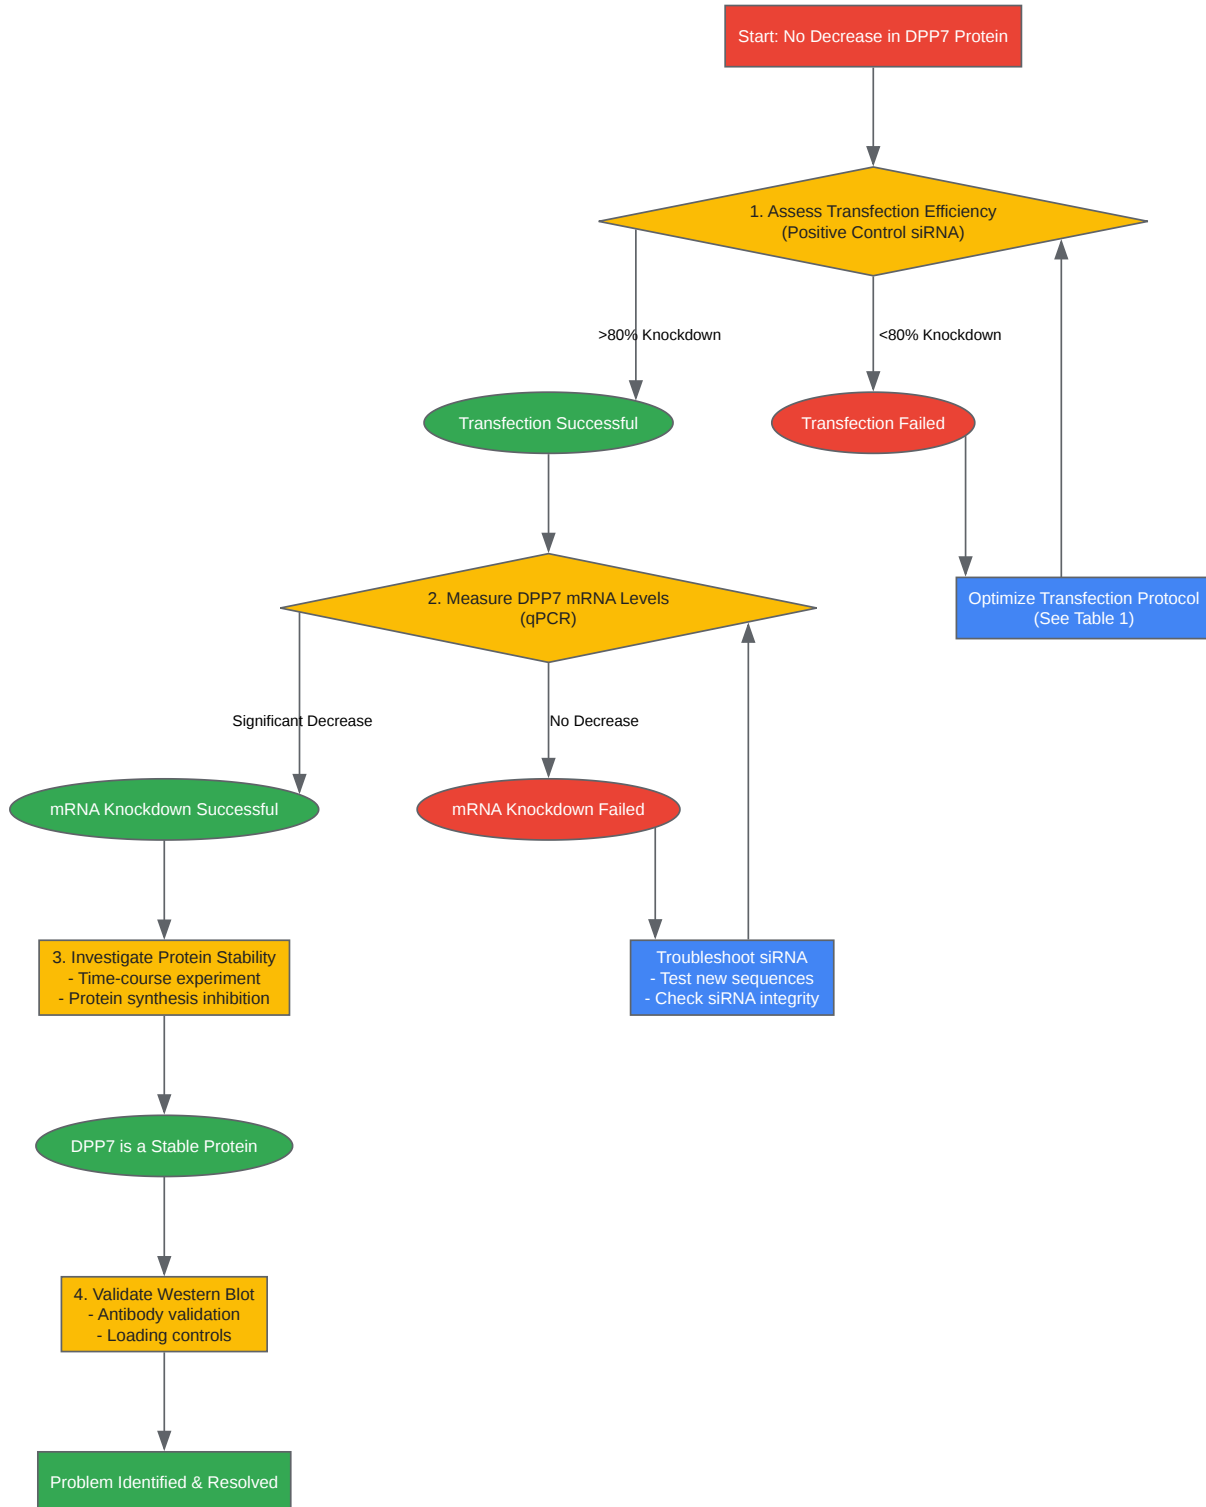 Start: No Decrease in DPP7 Protein
1. Assess Transfection Efficiency
(Positive Control siRNA)
>80% Knockdown
<80% Knockdown
Transfection Successful
Transfection Failed
2. Measure DPP7 mRNA Levels
(qPCR)
Optimize Transfection Protocol
(See Table 1)
Significant Decrease
No Decrease
mRNA Knockdown Successful
mRNA Knockdown Failed
3. Investigate Protein Stability
- Time-course experiment
- Protein synthesis inhibition
Troubleshoot siRNA
- Test new sequences
- Check siRNA integrity
DPP7 is a Stable Protein
4. Validate Western Blot
- Antibody validation
- Loading controls
Problem Identified & Resolved